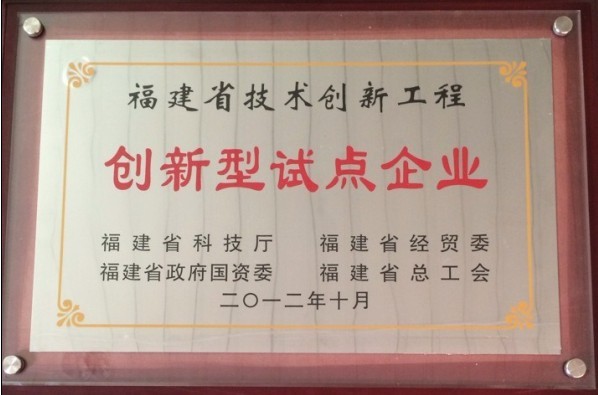 福建省技术创新工程
创新型试点企业
福建省科技厅 福建省经贸委
福建省政府国资委 福建省总工会
二〇一二年十月